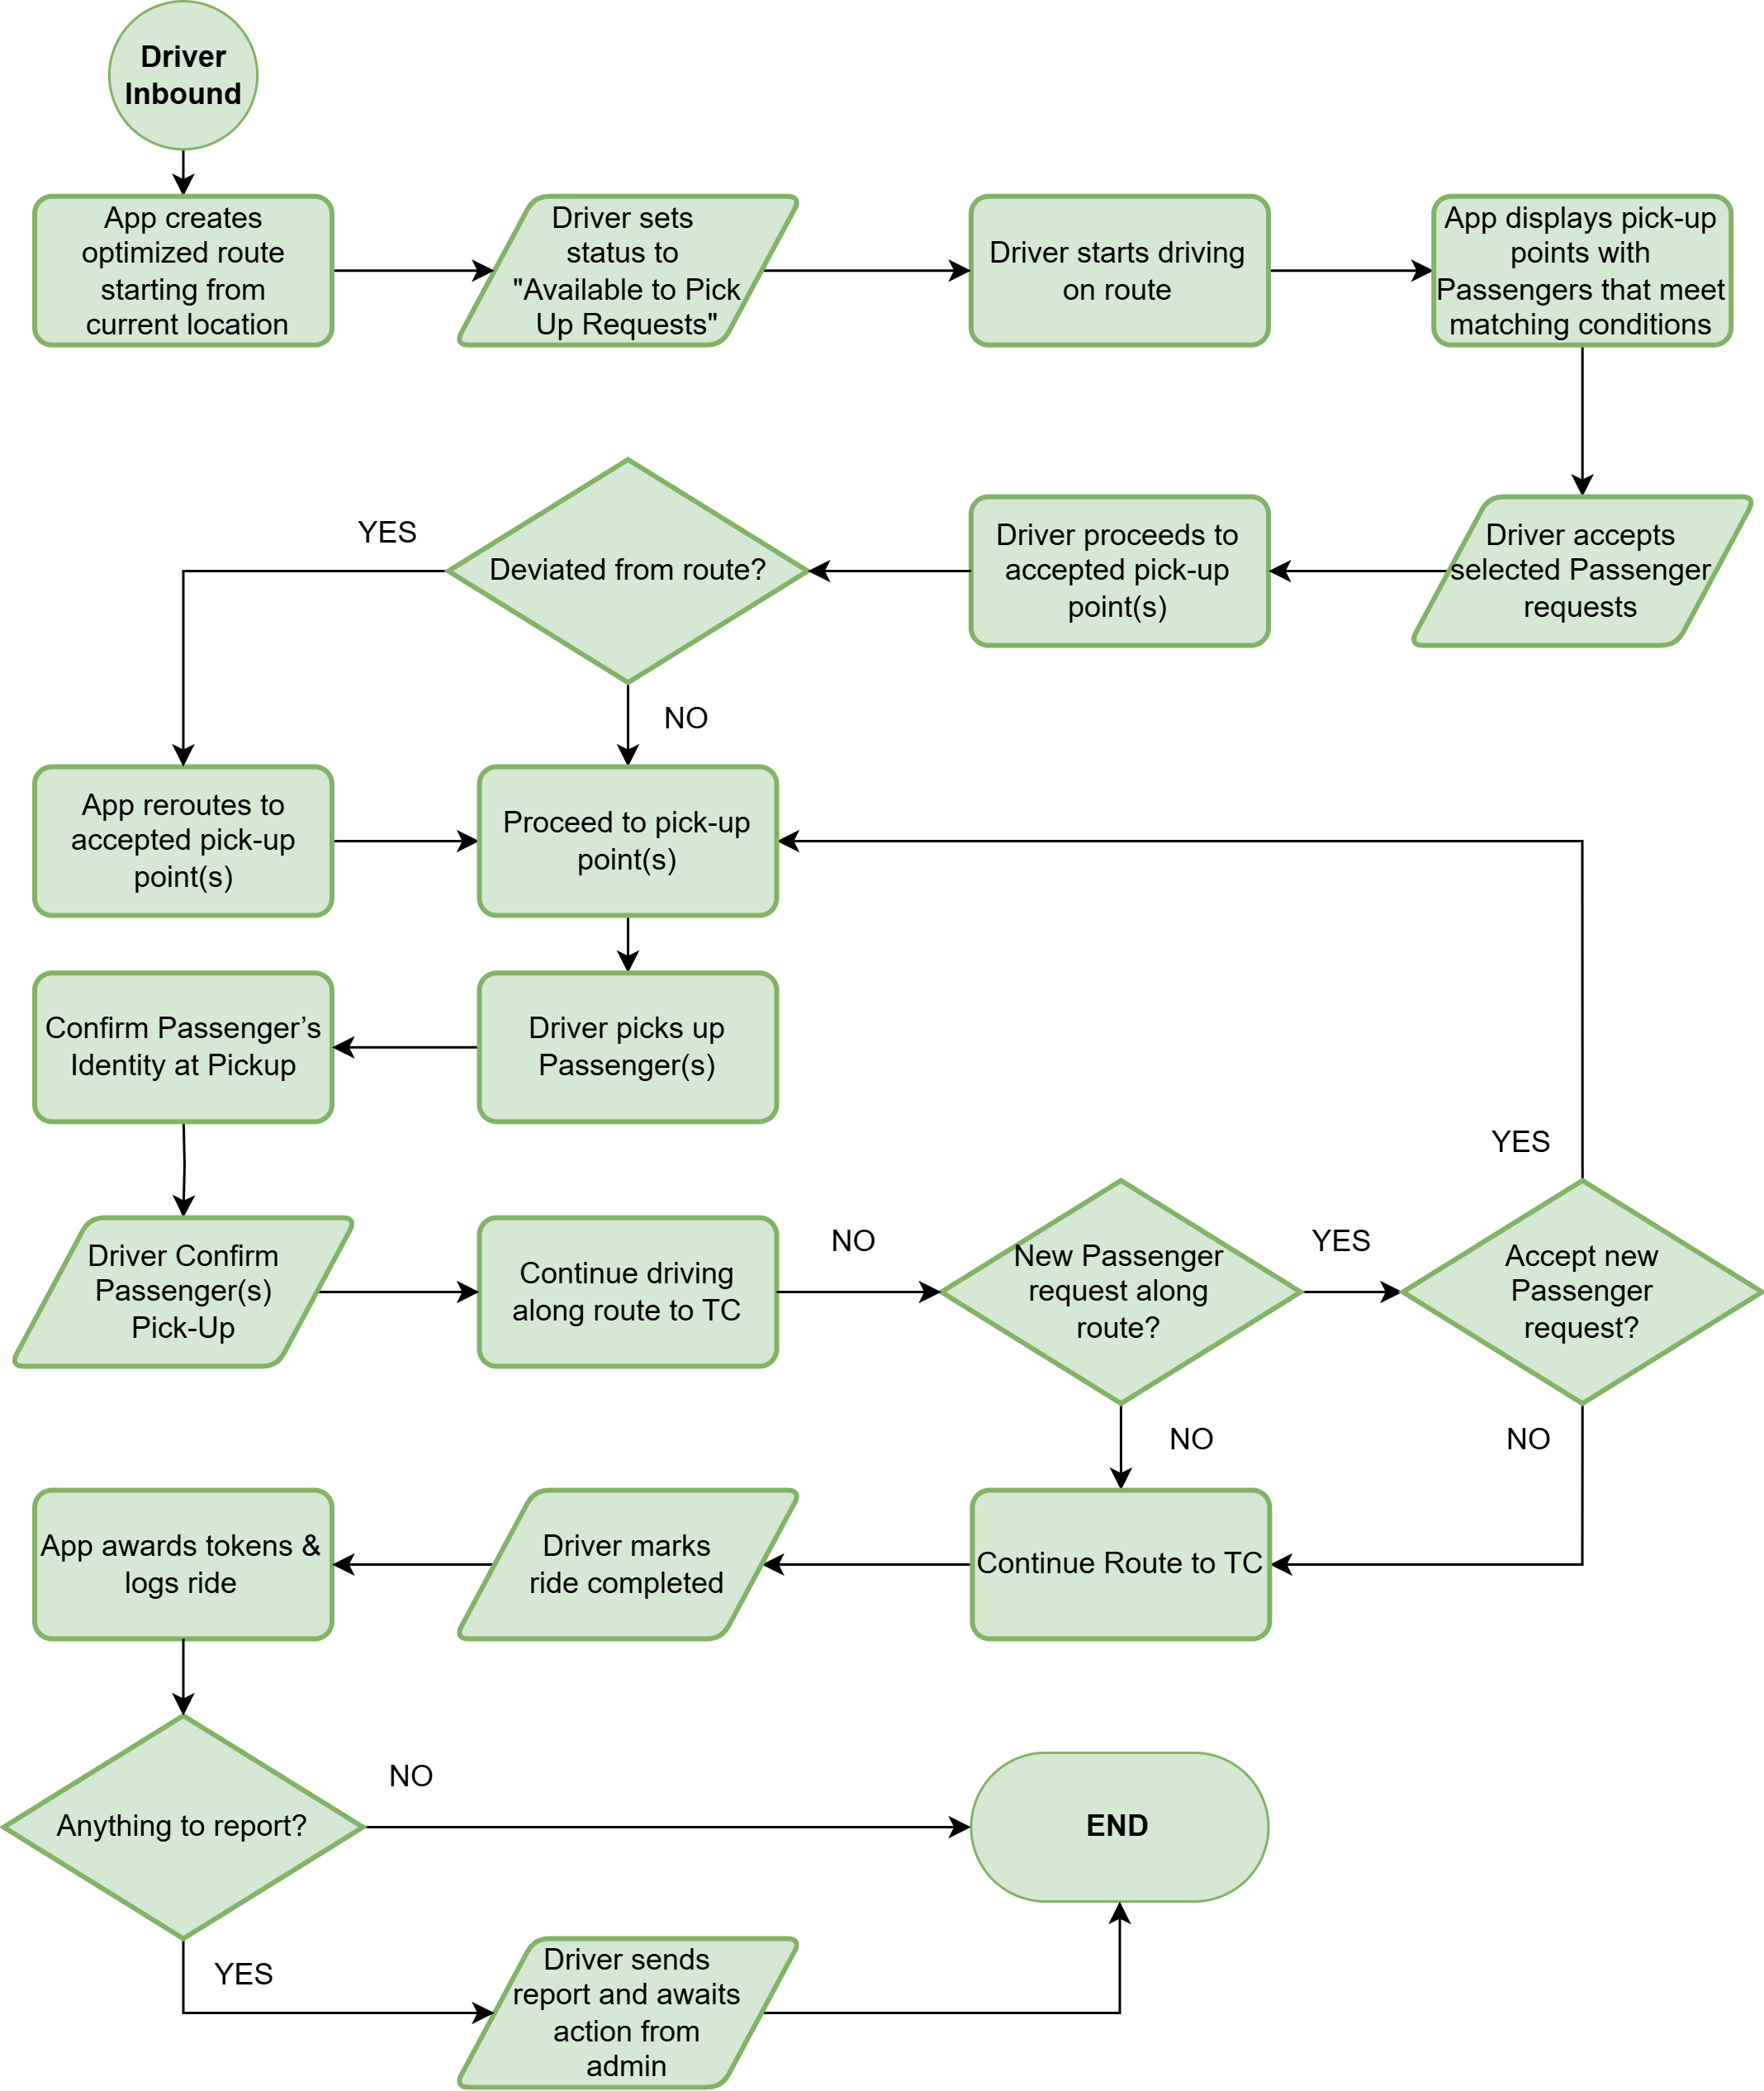 Driver
Inbound
App creates
optimized route
starting from
current location
Driver sets
status to
"Available to Pick
Up Requests"
Driver starts driving
on route
App displays pick-up
points with
Passengers that meet
matching conditions
Driver accepts
selected Passenger
requests
Driver proceeds to
accepted pick-up
point(s)
Deviated from route?
YES
NO
App reroutes to
accepted pick-up
point(s)
Proceed to pick-up
point(s)
Driver picks up
Passenger(s)
Confirm Passenger’s
Identity at Pickup
Driver Confirm
Passenger(s)
Pick-Up
Continue driving
along route to TC
NO
New Passenger
request along
route?
YES
Accept new
Passenger
request?
YES
NO
NO
Continue Route to TC
Driver marks
ride completed
App awards tokens &
logs ride
Anything to report?
NO
END
YES
Driver sends
report and awaits
action from
admin